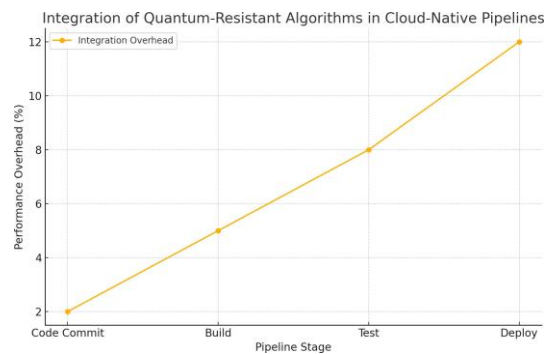 Integration of Quantum-Resistant Algorithms in Cloud-Native Pipelines
Integration Overhead
12
10
8
6
4
2
Performance Overhead (%)
Code Commit
Build
Test
Deploy
Pipeline Stage